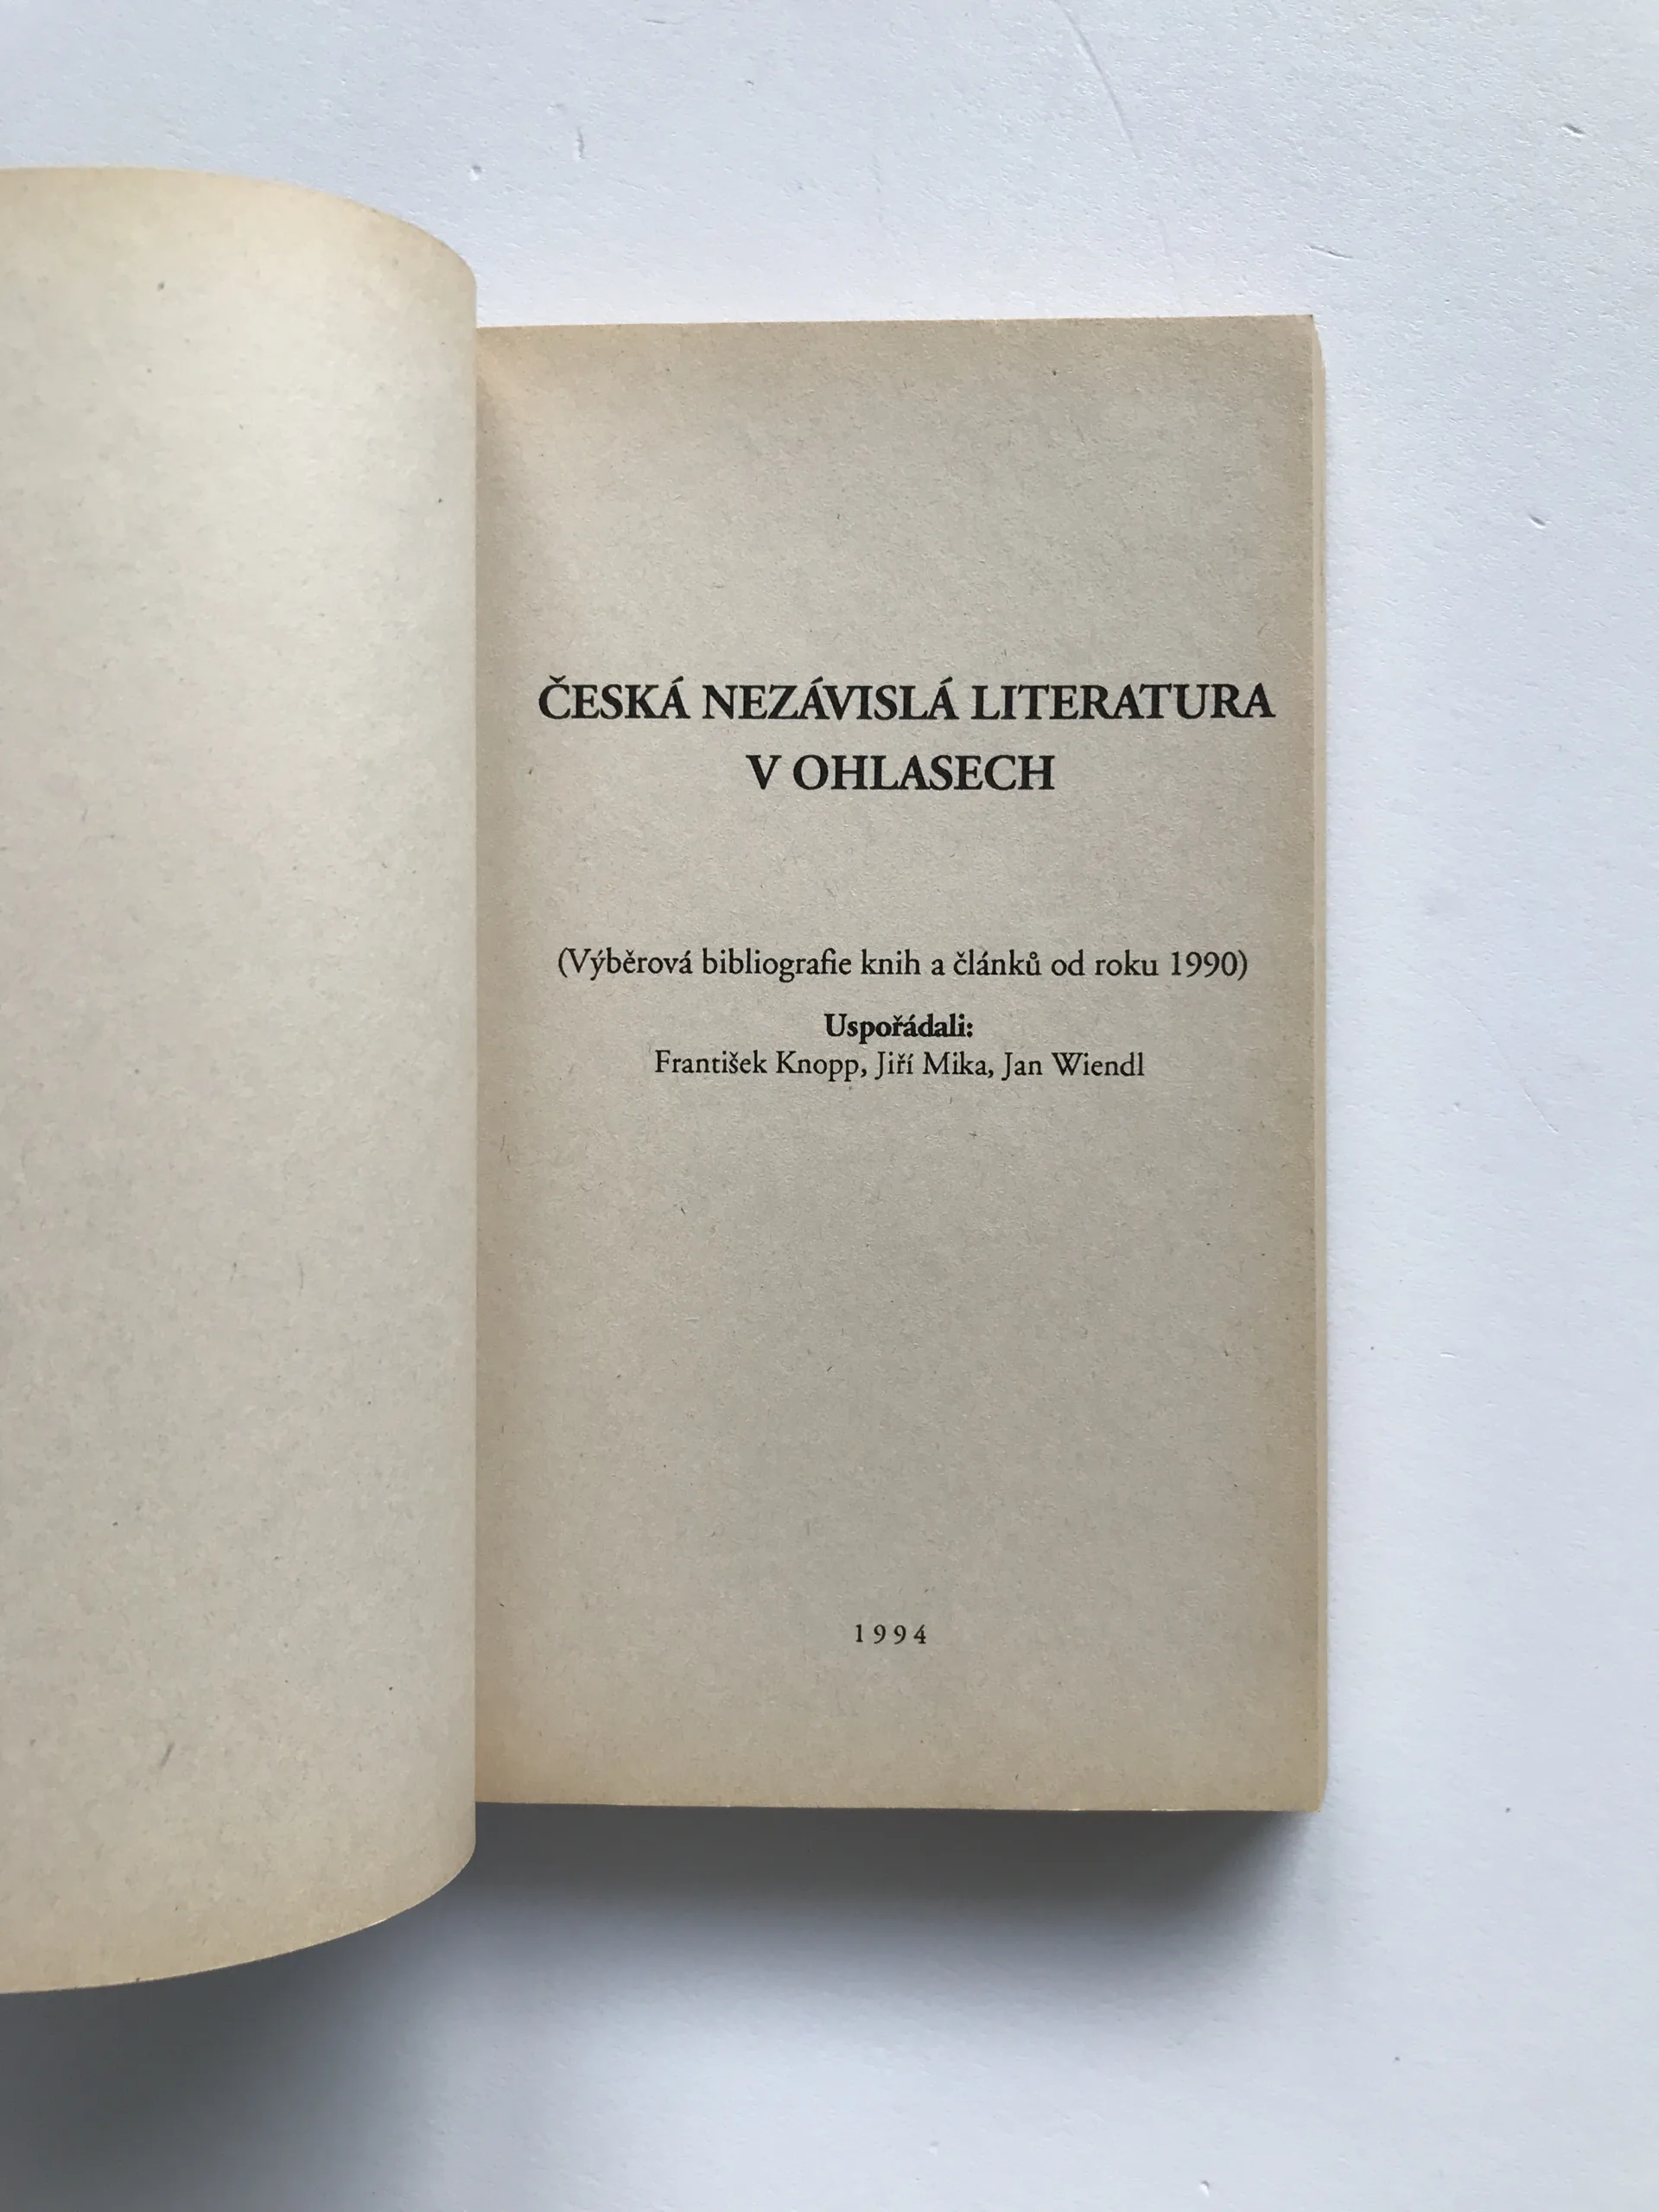 ČESKÁ NEZÁVISLÁ LITERATURA
V OHLASECH
(Výběrová bibliografie knih a článků od roku 1990)
Uspořádali:
František Knopp, Jiří Mika, Jan Wiendl
1994